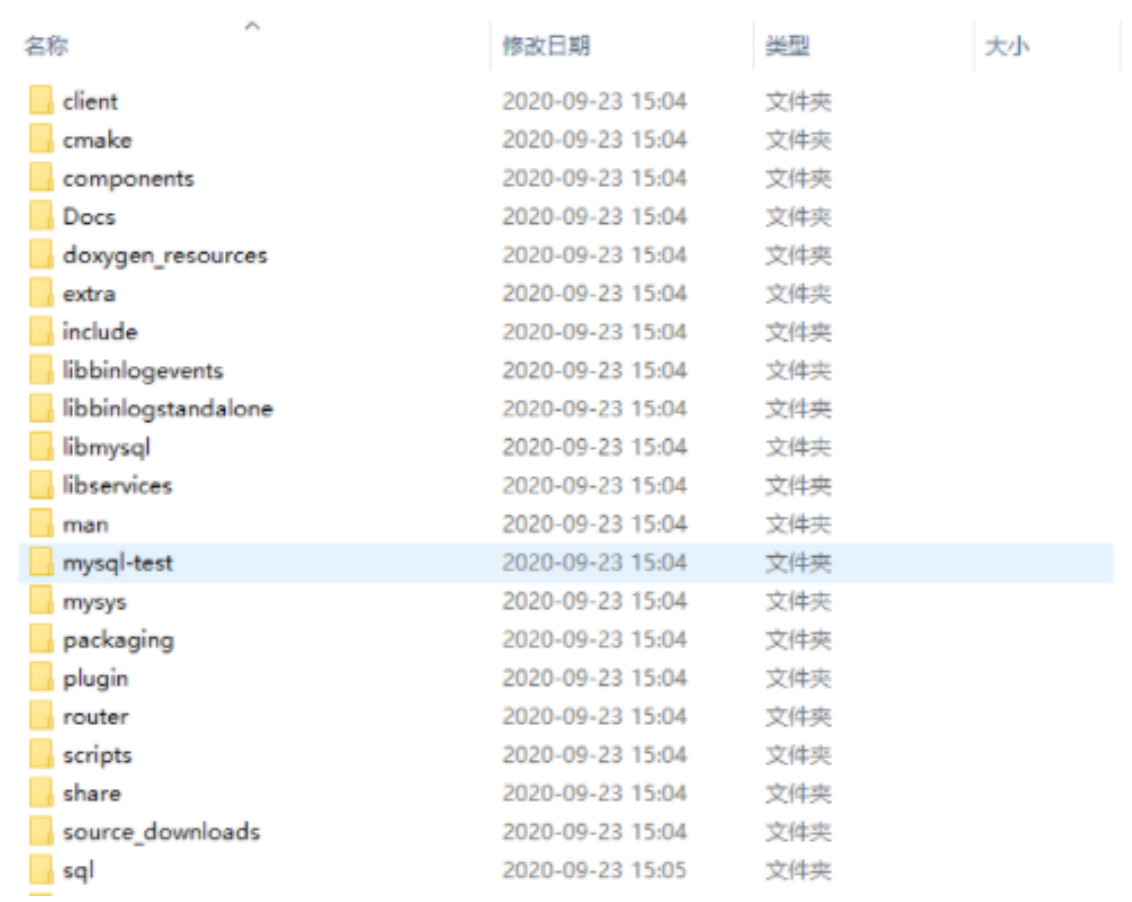 名称 修改日期 类型 大小
client 2020-09-23 15:04 文件夹
cmake 2020-09-23 15:04 文件夹
components 2020-09-23 15:04 文件夹
Docs 2020-09-23 15:04 文件夹
doxygen_resources 2020-09-23 15:04 文件夹
extra 2020-09-23 15:04 文件夹
include 2020-09-23 15:04 文件夹
libbinlogevents 2020-09-23 15:04 文件夹
libbinlogstandalone 2020-09-23 15:04 文件夹
libmysql 2020-09-23 15:04 文件夹
libservices 2020-09-23 15:04 文件夹
man 2020-09-23 15:04 文件夹
mysql-test 2020-09-23 15:04 文件夹
mysys 2020-09-23 15:04 文件夹
packaging 2020-09-23 15:04 文件夹
plugin 2020-09-23 15:04 文件夹
router 2020-09-23 15:04 文件夹
scripts 2020-09-23 15:04 文件夹
share 2020-09-23 15:04 文件夹
source_downloads 2020-09-23 15:04 文件夹
sql 2020-09-23 15:05 文件夹